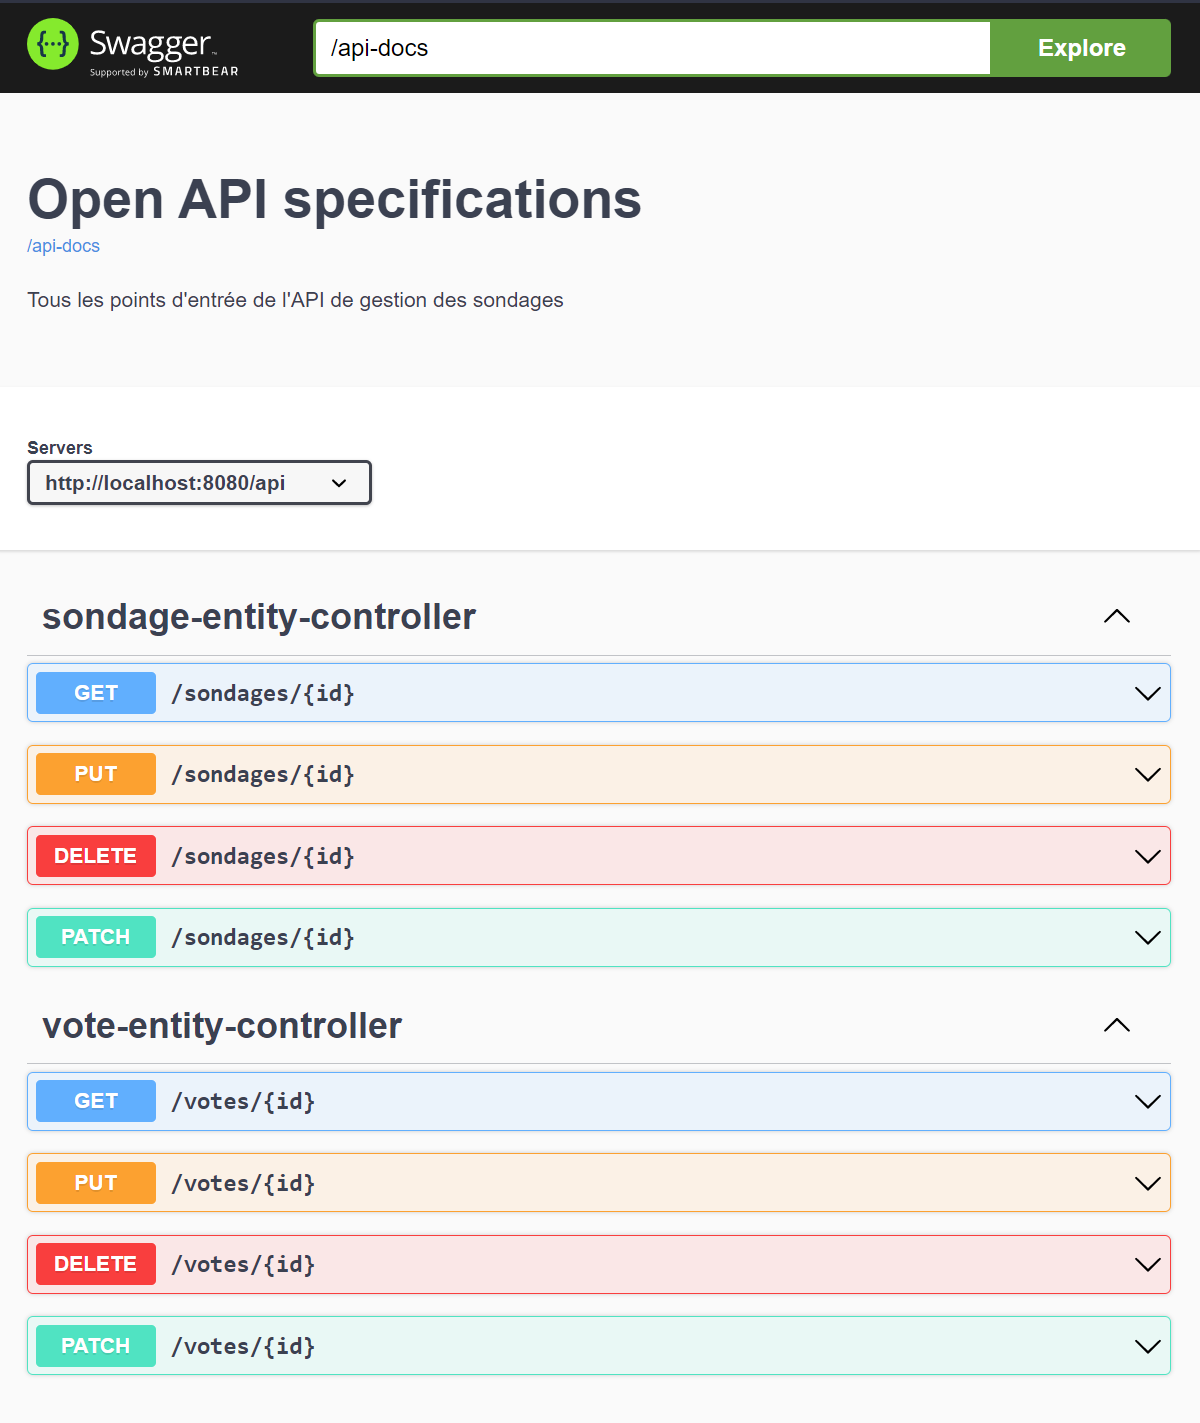 Swagger™
Supported by SMARTBEAR
/api-docs
Explore
Open API specifications
/api-docs
Tous les points d'entrée de l'API de gestion des sondages
Servers
http://localhost:8080/api
sondage-entity-controller
GET /sondages/{id}
PUT /sondages/{id}
DELETE /sondages/{id}
PATCH /sondages/{id}
vote-entity-controller
GET /votes/{id}
PUT /votes/{id}
DELETE /votes/{id}
PATCH /votes/{id}